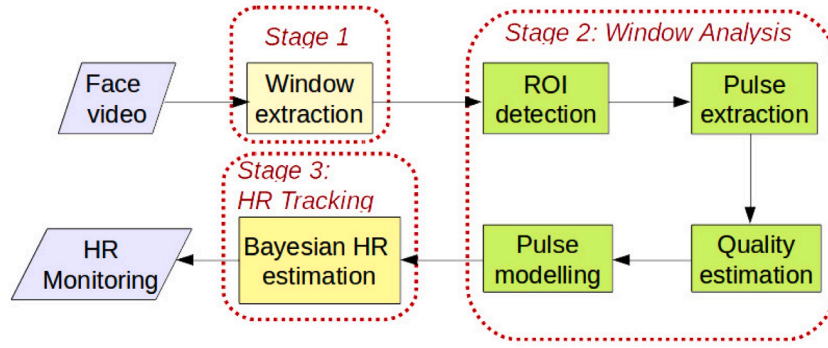 Stage 1
Stage 2: Window Analysis
Face
video
Window
extraction
ROI
detection
Pulse
extraction
Stage 3:
HR Tracking
HR
Monitoring
Bayesian HR
estimation
Pulse
modelling
Quality
estimation